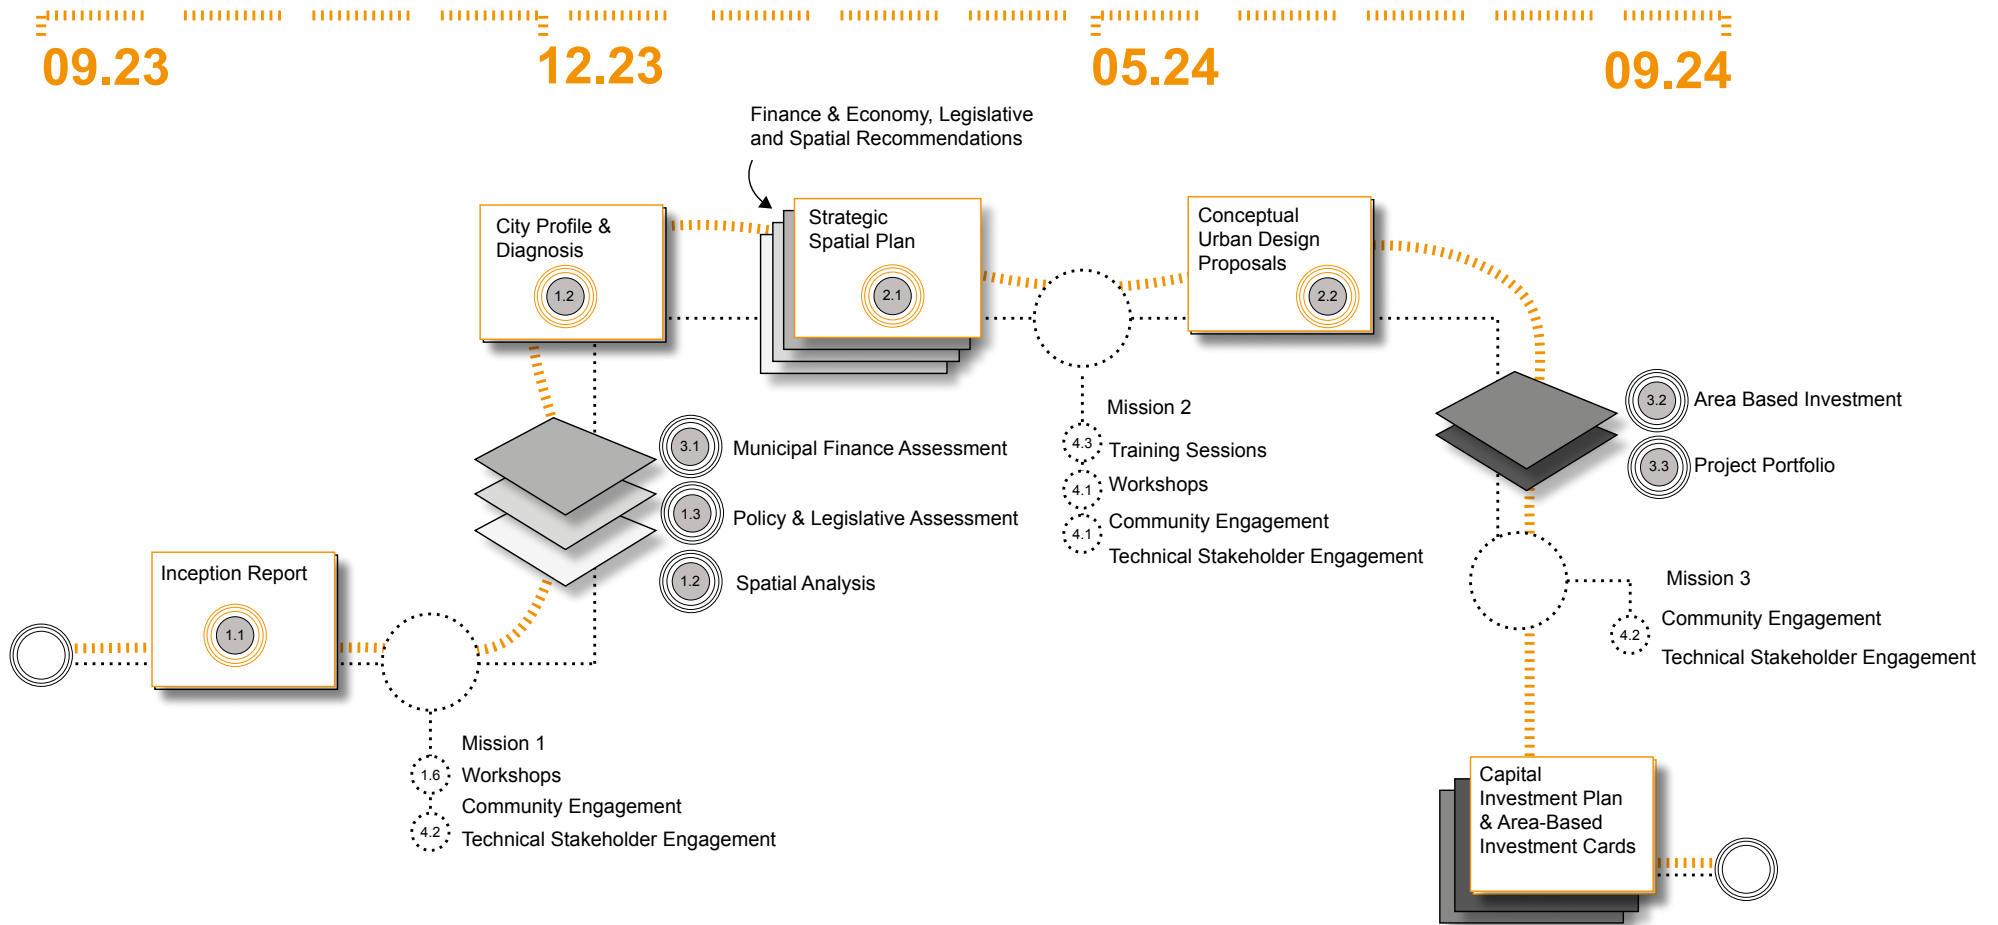 09.23
12.23
05.24
09.24
Finance & Economy, Legislative
and Spatial Recommendations
City Profile &
Diagnosis
1.2
Strategic
Spatial Plan
2.1
Conceptual
Urban Design
Proposals
2.2
3.1
Municipal Finance Assessment
1.3
Policy & Legislative Assessment
1.2
Spatial Analysis
Inception Report
1.1
Mission 1
1.6
Workshops
Community Engagement
4.2
Technical Stakeholder Engagement
Mission 2
4.3
Training Sessions
4.1
Workshops
Community Engagement
4.1
Technical Stakeholder Engagement
3.2
Area Based Investment
3.3
Project Portfolio
Mission 3
Community Engagement
4.2
Technical Stakeholder Engagement
Capital
Investment Plan
& Area-Based
Investment Cards